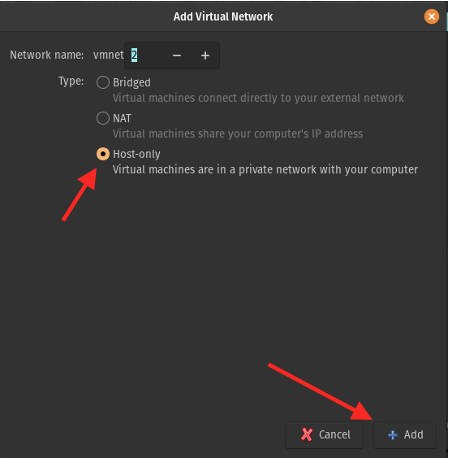 Add Virtual Network
Network name: vmnet 2 − +
Type: Bridged
Virtual machines connect directly to your external network
NAT
Virtual machines share your computer's IP address
Host-only
Virtual machines are in a private network with your computer
Cancel Add